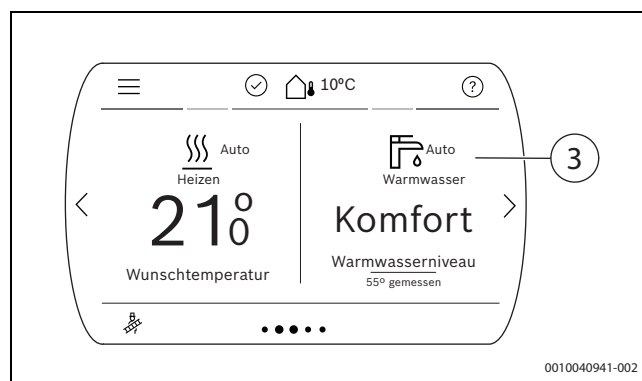 10°C
?
Auto
Heizen
21°0
Wunschtemperatur
Auto
Warmwasser
Komfort
Warmwasserniveau
55° gemessen
3
0010040941-002